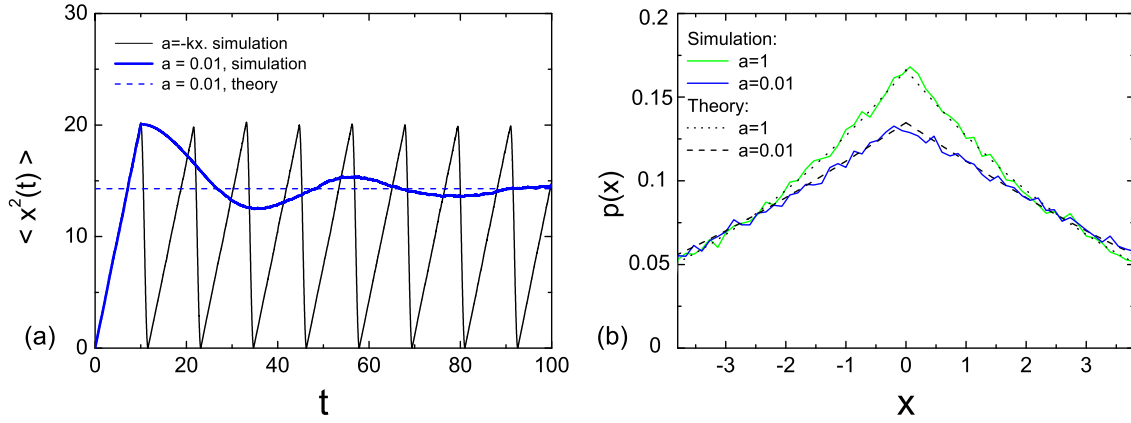 30
20
10
0
< x²(t) >
a=-kx. simulation
a = 0.01, simulation
a = 0.01, theory
(a)
0 20 40 60 80 100
t
0.2
0.15
0.1
0.05
0
p(x)
Simulation:
a=1
a=0.01
Theory:
a=1
a=0.01
(b)
-3 -2 -1 0 1 2 3
x